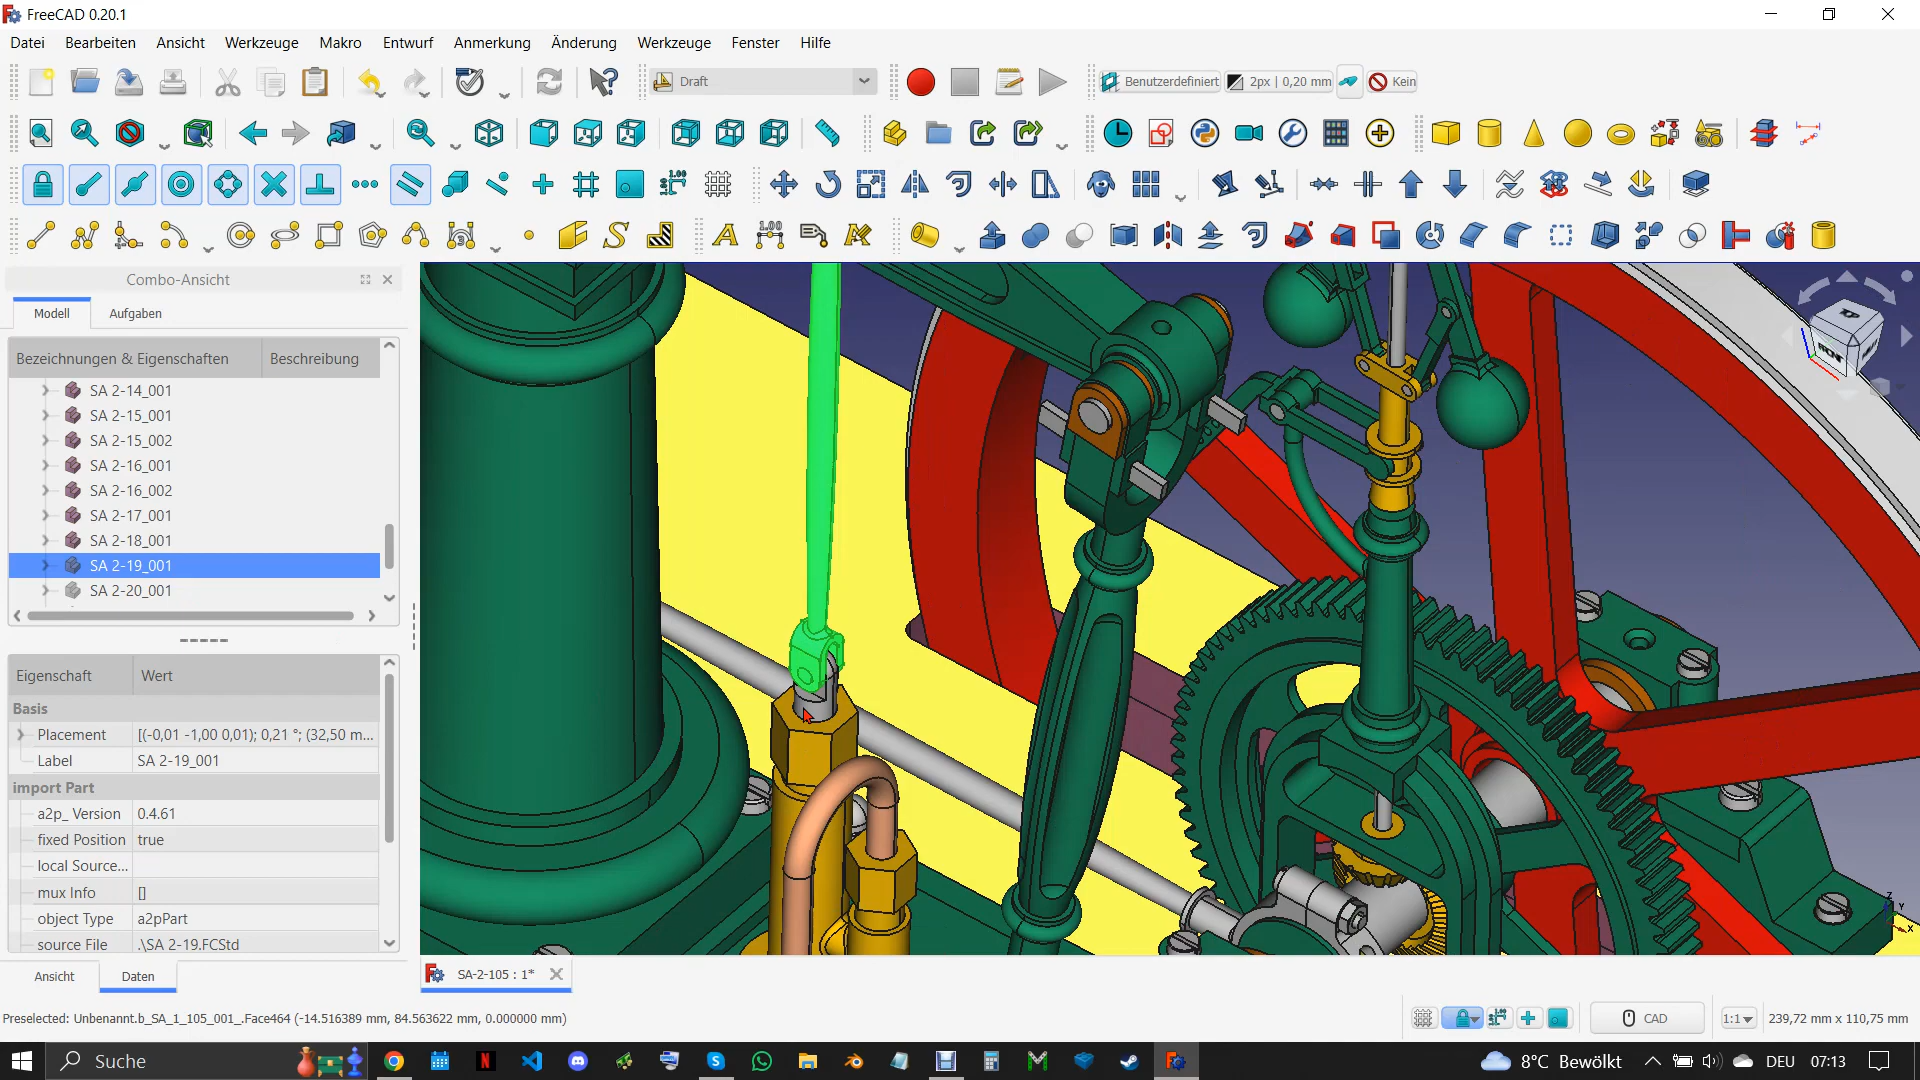 FreeCAD 0.20.1
Datei Bearbeiten Ansicht Werkzeuge Makro Entwurf Anmerkung Änderung Werkzeuge Fenster Hilfe
Draft
Benutzerdefiniert 2px | 0,20 mm Kein
Combo-Ansicht
Modell Aufgaben
Bezeichnungen & Eigenschaften Beschreibung
SA 2-14_001
SA 2-15_001
SA 2-15_002
SA 2-16_001
SA 2-16_002
SA 2-17_001
SA 2-18_001
SA 2-19_001
SA 2-20_001
Eigenschaft Wert
Basis
Placement [(-0,01 -1,00 0,01); 0,21 °; (32,50 m...
Label SA 2-19_001
import Part
a2p_ Version 0.4.61
fixed Position true
local Source...
mux Info []
object Type a2pPart
source File .\SA 2-19.FCStd
Ansicht Daten
SA-2-105 : 1*
TOP
FRONT
Z
Y
X
Preselected: Unbenannt.b_SA_1_105_001_.Face464 (-14.516389 mm, 84.563622 mm, 0.000000 mm)
CAD 1:1 239,72 mm x 110,75 mm
Suche
8°C Bewölkt DEU 07:13